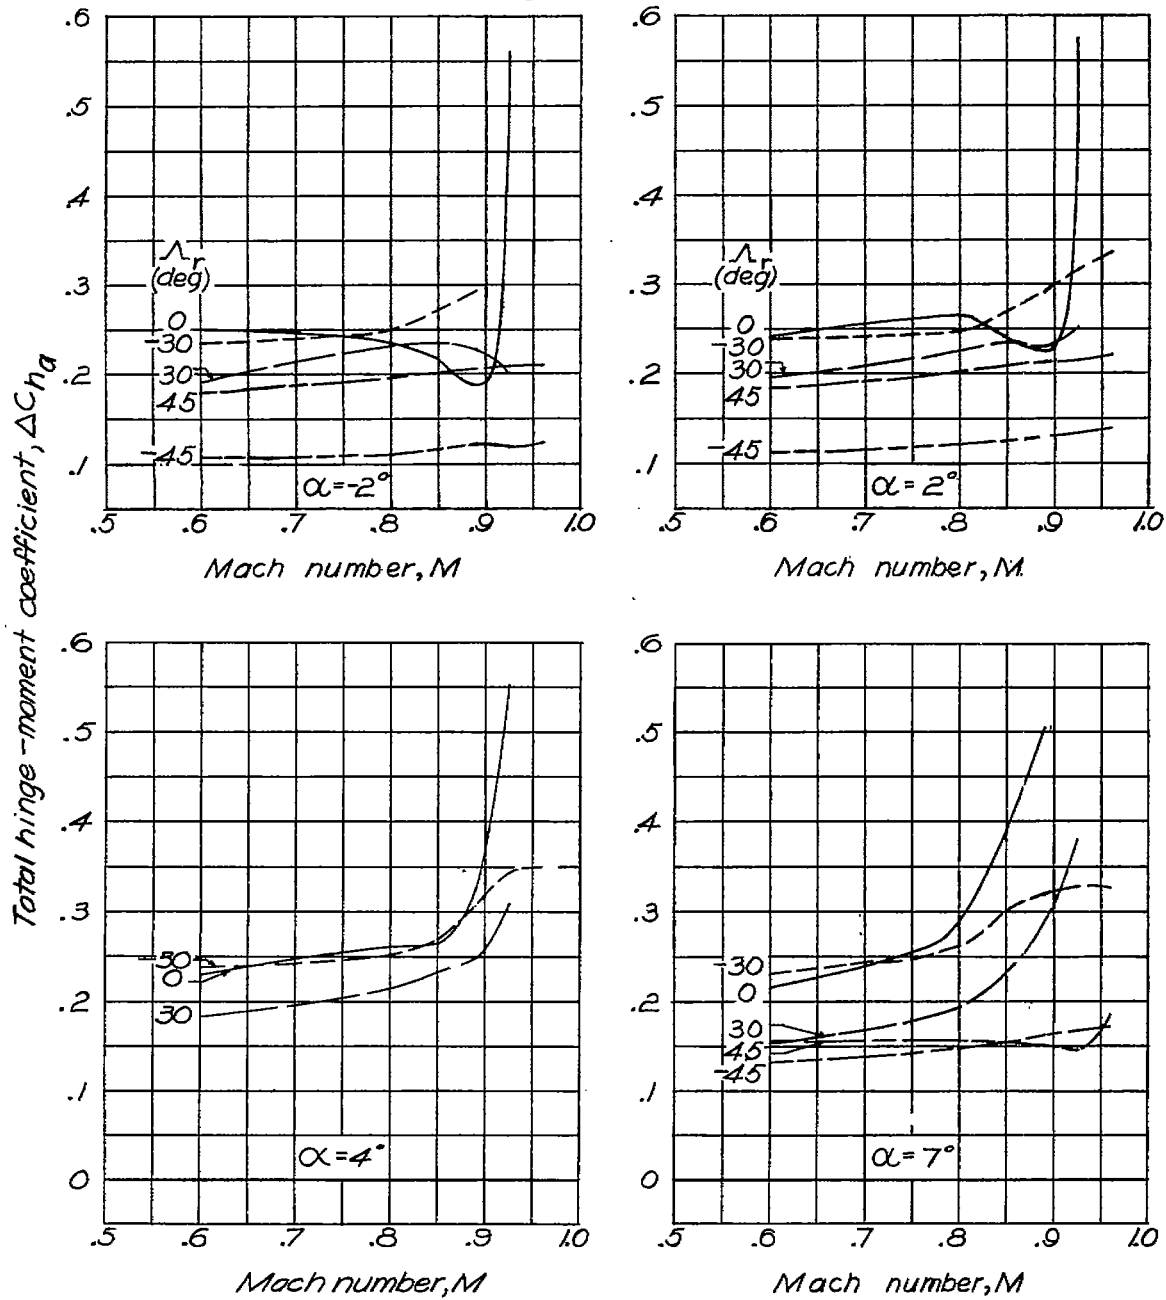 Total hinge-moment coefficient, ΔChₐ
.6
.5
.4
.3
.2
.1
Λr
(deg)
0
-30
30
45
-45
α=-2°
.5 .6 .7 .8 .9 1.0
Mach number, M
.6
.5
.4
.3
.2
.1
Λr
(deg)
0
-30
30
45
-45
α=2°
.5 .6 .7 .8 .9 1.0
Mach number, M.
.6
.5
.4
.3
.2
.1
0
-30
0
30
α=4°
.5 .6 .7 .8 .9 1.0
Mach number, M
.6
.5
.4
.3
.2
.1
0
-30
0
30
45
-45
α=7°
.5 .6 .7 .8 .9 1.0
Mach number, M